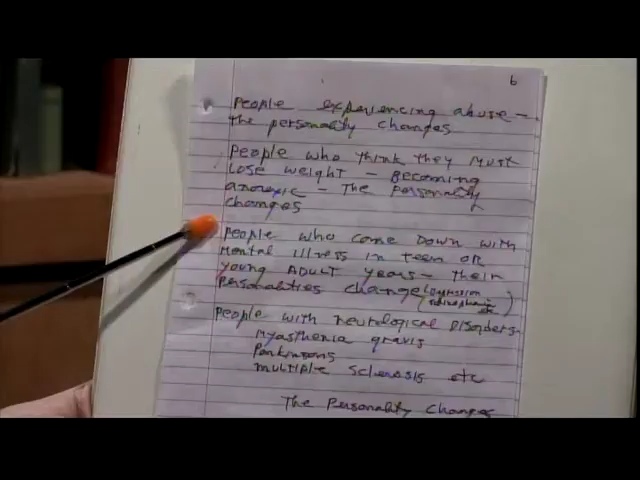 6
People experiencing abuse -
the personality changes
People who think they must
lose weight - Becoming
anorexic - The personality
changes
People who come Down with
Mental illness in teen OR
young ADULT years - their
personalities change (Depression
etc )
People with neurological Disorders
Myasthenia gravis
Parkinsons
multiple sclerosis etc
The Personality Changes